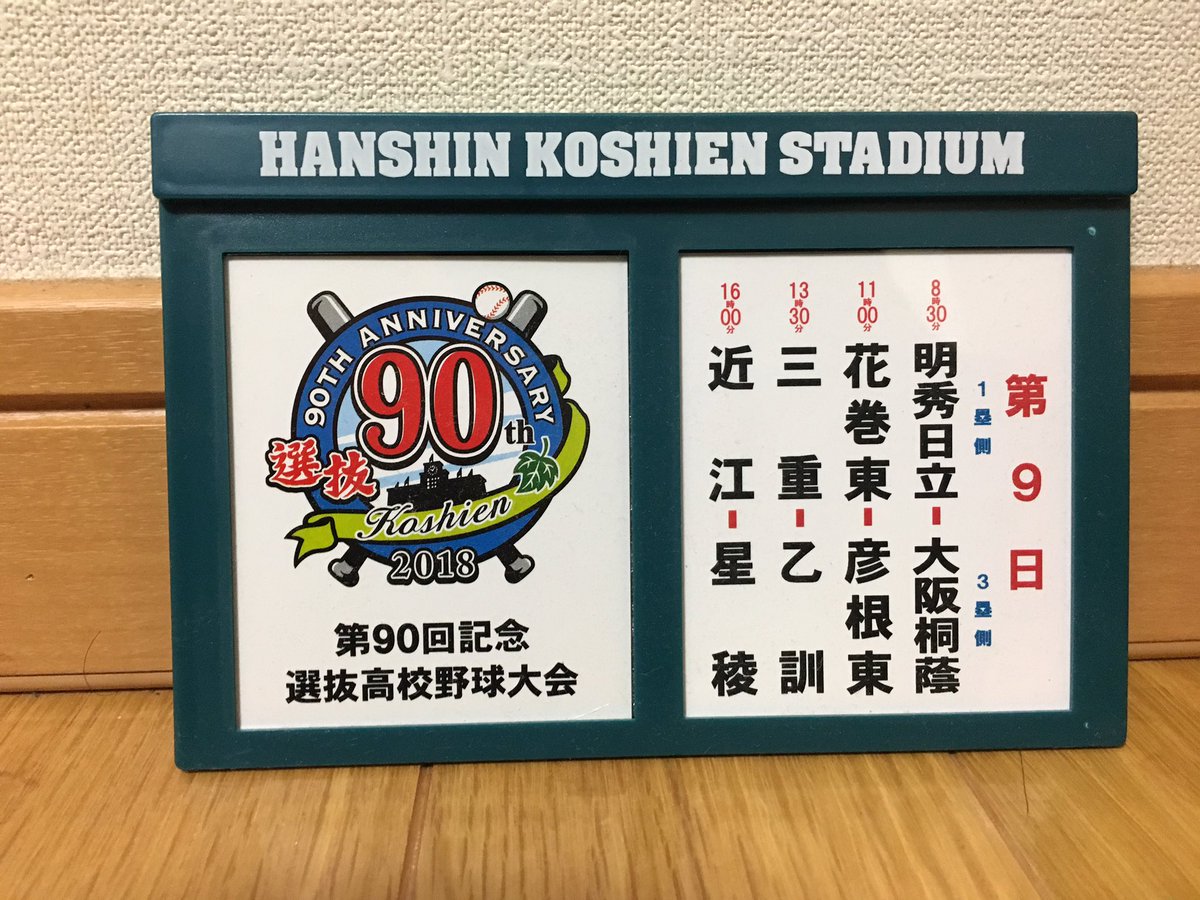 HANSHIN KOSHIEN STADIUM
90TH ANNIVERSARY
90th
選抜
Koshien
2018
第90回記念
選抜高校野球大会
第9日
1塁側
3塁側
8時30分
明秀日立-大阪桐蔭
11時00分
花巻東-彦根東
13時30分
三重-乙訓
16時00分
近江-星稜